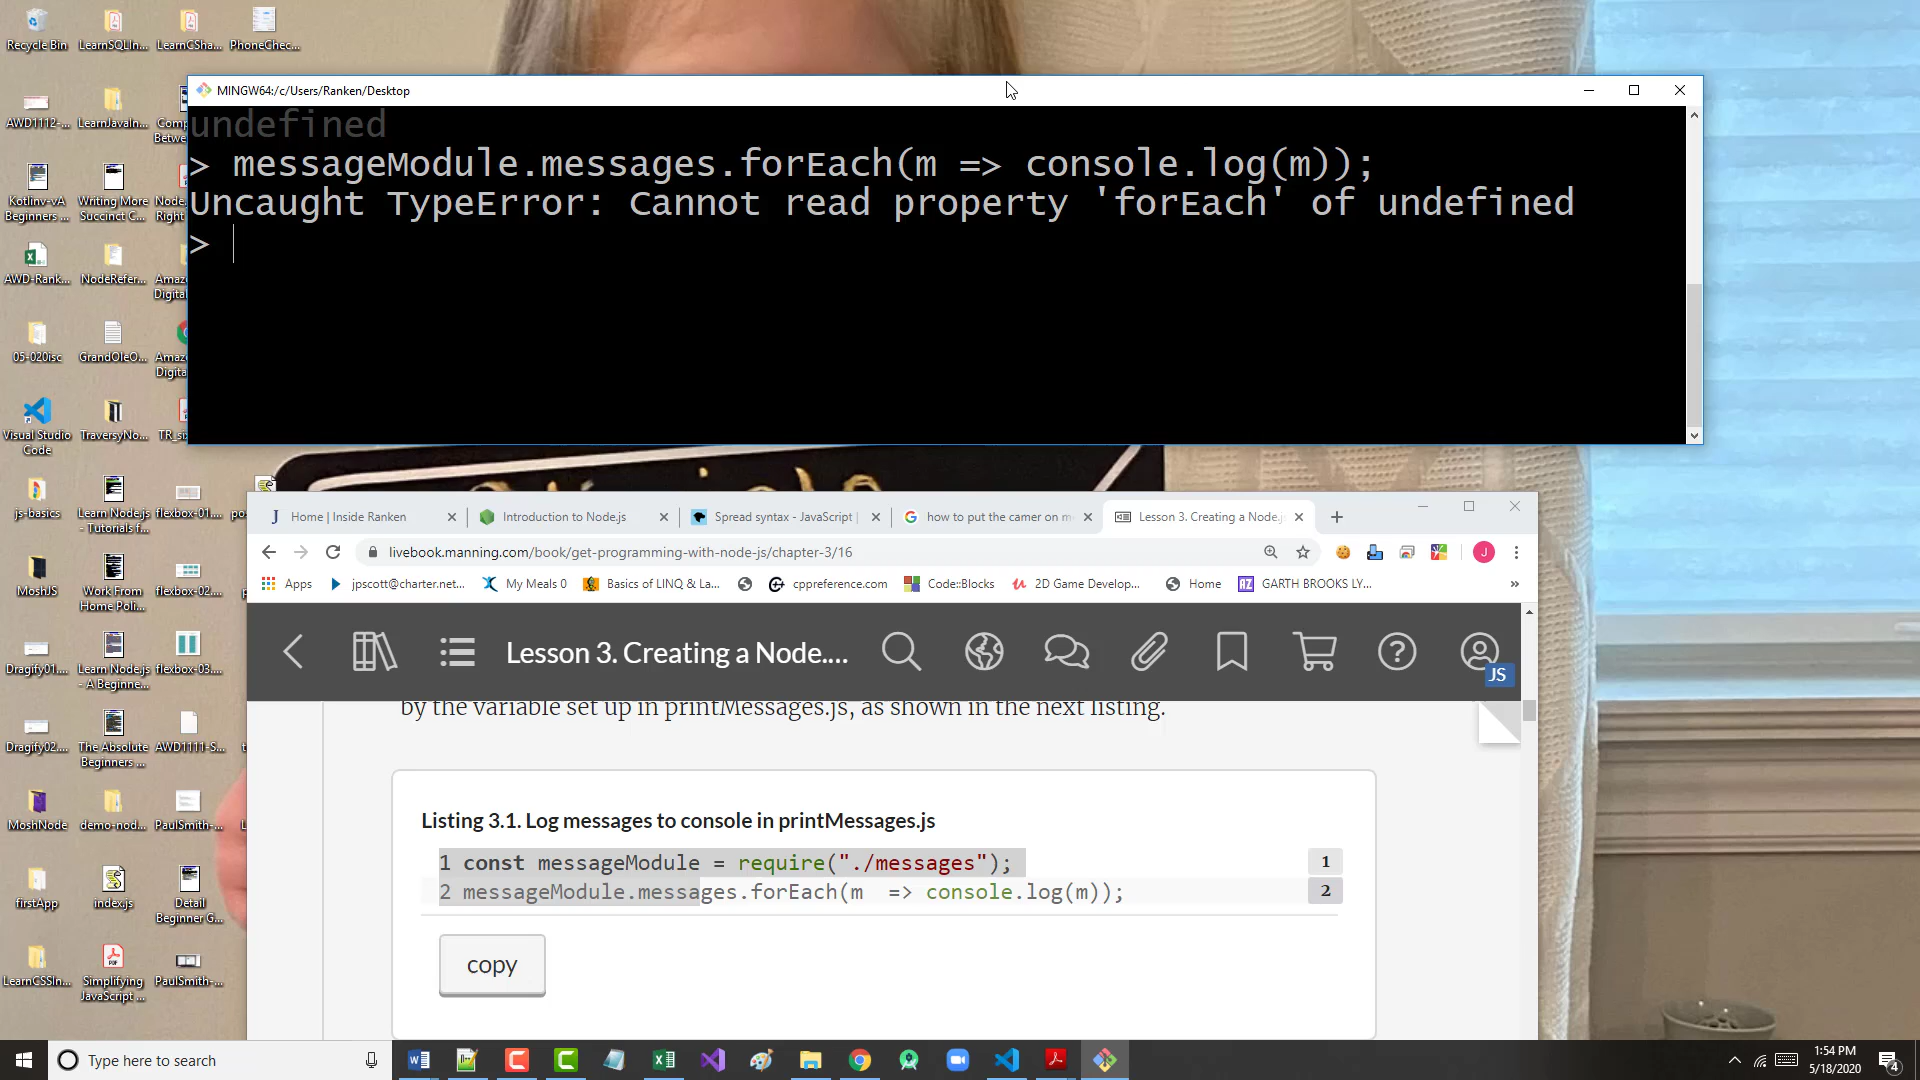 Recycle Bin
LearnSQLIn...
LearnCSha...
PhoneChec...
AWD1112-...
LearnJavaIn...
Kotlinv-vA
Beginners ...
Writing More
Succinct C...
AWD-Rank...
NodeRefer...
05-020isc
GrandOleO...
Visual Studio
Code
TraversyNo...
TR_six
js-basics
Learn Node.js
- Tutorials f...
flexbox-01....
MoshJS
Work From
Home Poli...
flexbox-02....
Dragify01....
Learn Node.js
- A Beginne...
flexbox-03....
Dragify02....
The Absolute
Beginners ...
AWD1111-S...
MoshNode
demo-nod...
PaulSmith-...
firstApp
index.js
Detail
Beginner G...
LearnCSSIn...
Simplifying
JavaScript ...
PaulSmith-...
MINGW64:/c/Users/Ranken/Desktop
undefined
> messageModule.messages.forEach(m => console.log(m));
Uncaught TypeError: Cannot read property 'forEach' of undefined
>
Home | Inside Ranken
Introduction to Node.js
Spread syntax - JavaScript |
how to put the camer on m
Lesson 3. Creating a Node.j
livebook.manning.com/book/get-programming-with-node-js/chapter-3/16
Apps
jpscott@charter.net...
My Meals 0
Basics of LINQ & La...
cppreference.com
Code::Blocks
2D Game Develop...
Home
GARTH BROOKS LY...
»
Lesson 3. Creating a Node....
JS
by the variable set up in printMessages.js, as shown in the next listing.
Listing 3.1. Log messages to console in printMessages.js
1 const messageModule = require("./messages"); 1
2 messageModule.messages.forEach(m => console.log(m)); 2
copy
Type here to search
1:54 PM
5/18/2020
4